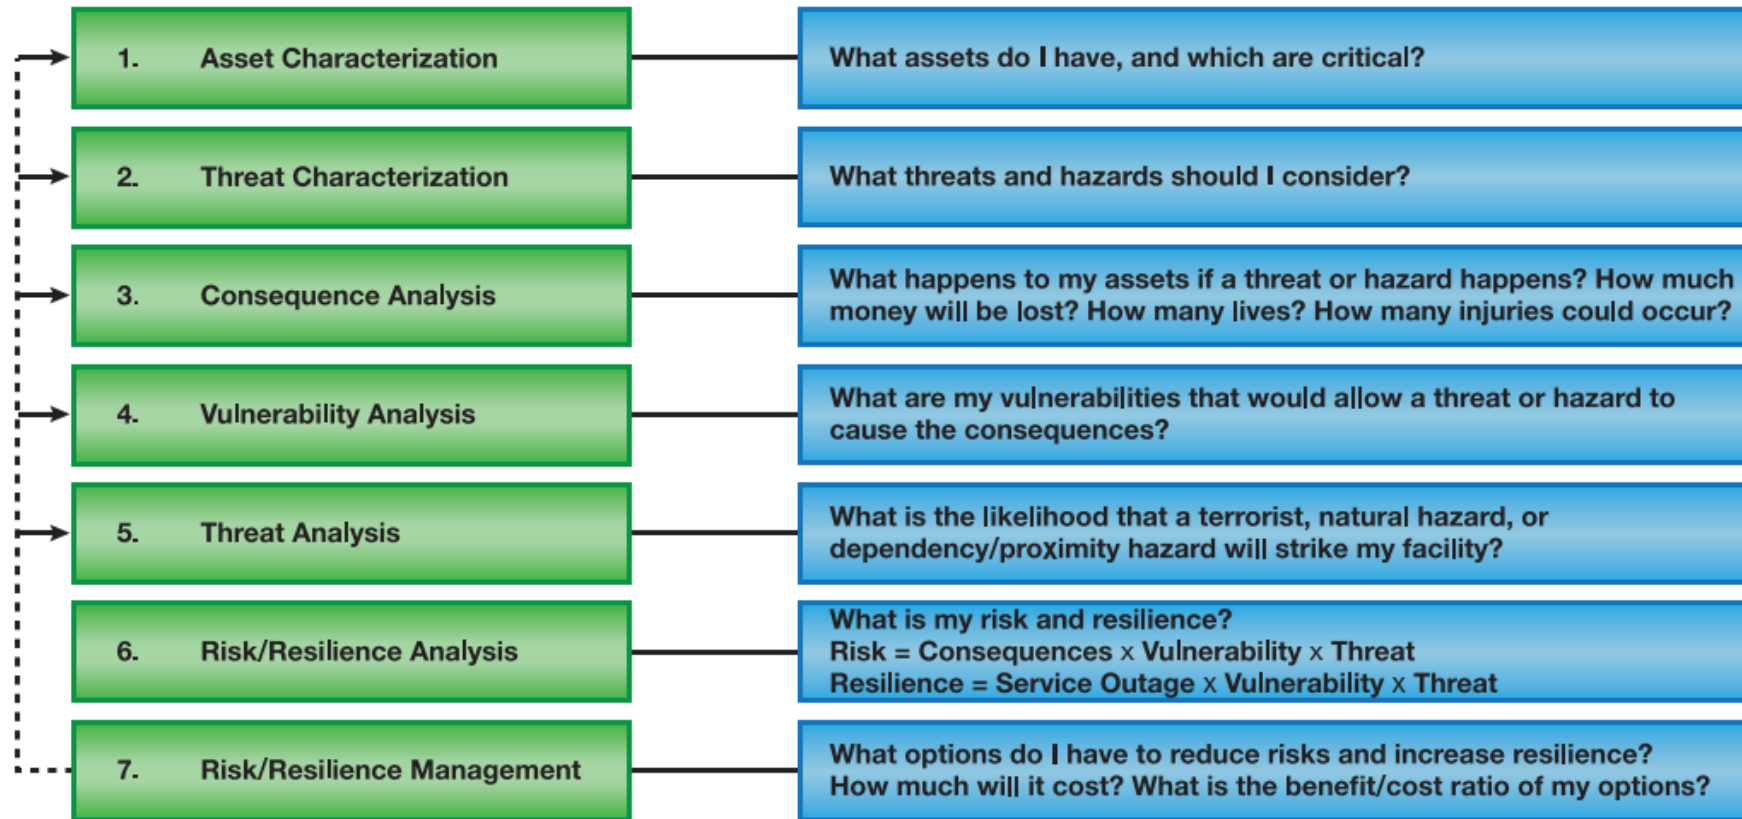 1. Asset Characterization
What assets do I have, and which are critical?
2. Threat Characterization
What threats and hazards should I consider?
3. Consequence Analysis
What happens to my assets if a threat or hazard happens? How much
money will be lost? How many lives? How many injuries could occur?
4. Vulnerability Analysis
What are my vulnerabilities that would allow a threat or hazard to
cause the consequences?
5. Threat Analysis
What is the likelihood that a terrorist, natural hazard, or
dependency/proximity hazard will strike my facility?
6. Risk/Resilience Analysis
What is my risk and resilience?
Risk = Consequences x Vulnerability x Threat
Resilience = Service Outage x Vulnerability x Threat
7. Risk/Resilience Management
What options do I have to reduce risks and increase resilience?
How much will it cost? What is the benefit/cost ratio of my options?